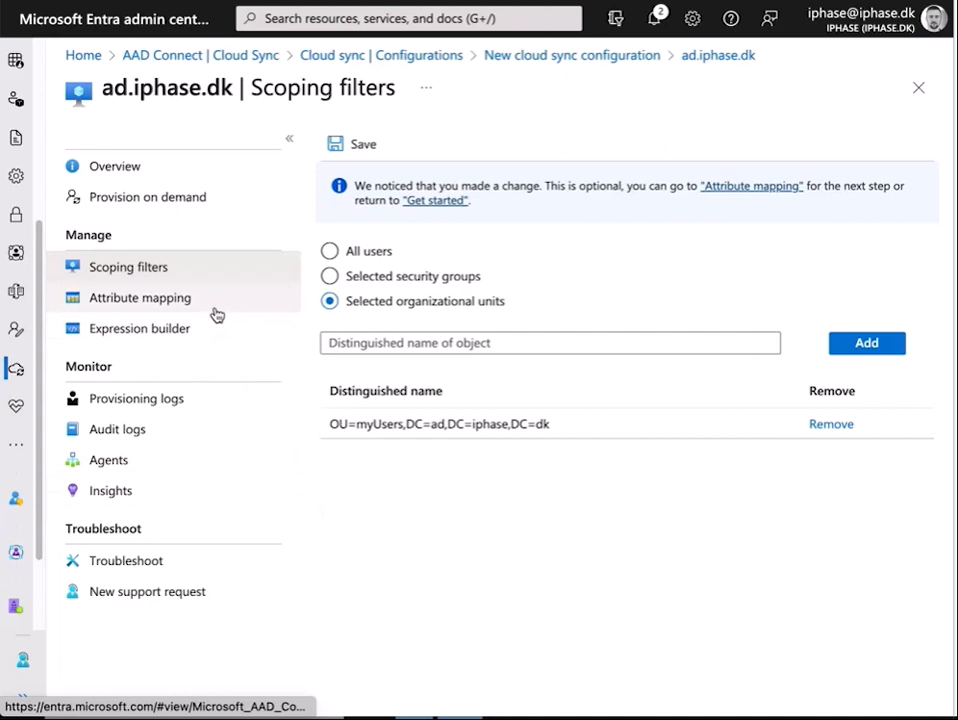 Microsoft Entra admin cent...
Search resources, services, and docs (G+/)
2
iphase@iphase.dk
IPHASE (IPHASE.DK)
Home > AAD Connect | Cloud Sync > Cloud sync | Configurations > New cloud sync configuration > ad.iphase.dk
ad.iphase.dk | Scoping filters ...
«
Overview
Provision on demand
Manage
Scoping filters
Attribute mapping
Expression builder
Monitor
Provisioning logs
Audit logs
Agents
Insights
Troubleshoot
Troubleshoot
New support request
Save
We noticed that you made a change. This is optional, you can go to "Attribute mapping" for the next step or
return to "Get started".
All users
Selected security groups
Selected organizational units
Distinguished name of object
Add
Distinguished name Remove
OU=myUsers,DC=ad,DC=iphase,DC=dk Remove
https://entra.microsoft.com/#view/Microsoft_AAD_Co...